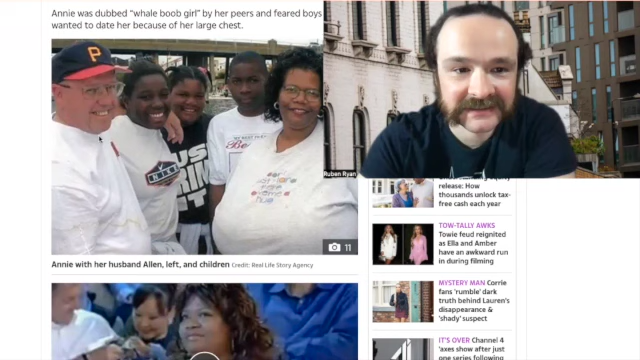 Annie was dubbed “whale boob girl” by her peers and feared boys
wanted to date her because of her large chest.
Ruben Ryan
11
Annie with her husband Allen, left, and children Credit: Real Life Story Agency
release: How
thousands unlock tax-
free cash each year
TOW-TALLY AWKS
Towie feud reignited
as Ella and Amber
have an awkward run
in during filming
MYSTERY MAN Corrie
fans 'rumble' dark
truth behind Lauren's
disappearance &
'shady' suspect
IT'S OVER Channel 4
'axes show after just
one series following